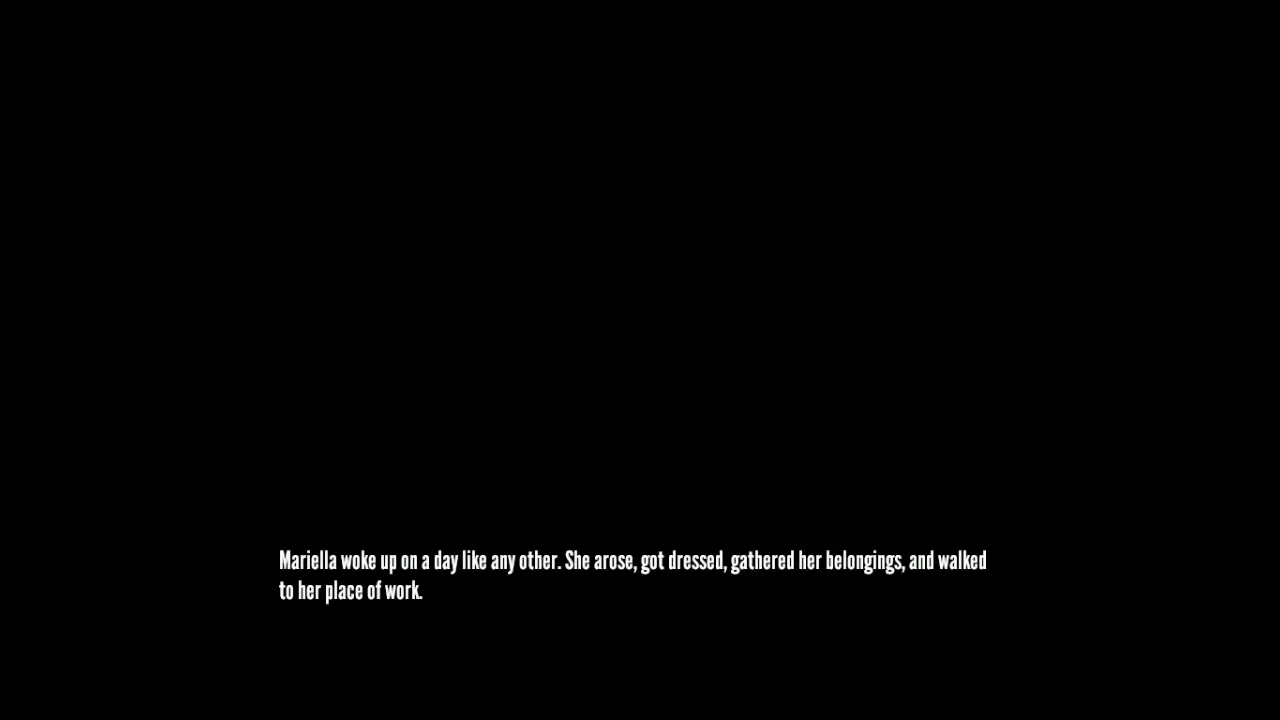 Mariella woke up on a day like any other. She arose, got dressed, gathered her belongings, and walked
to her place of work.